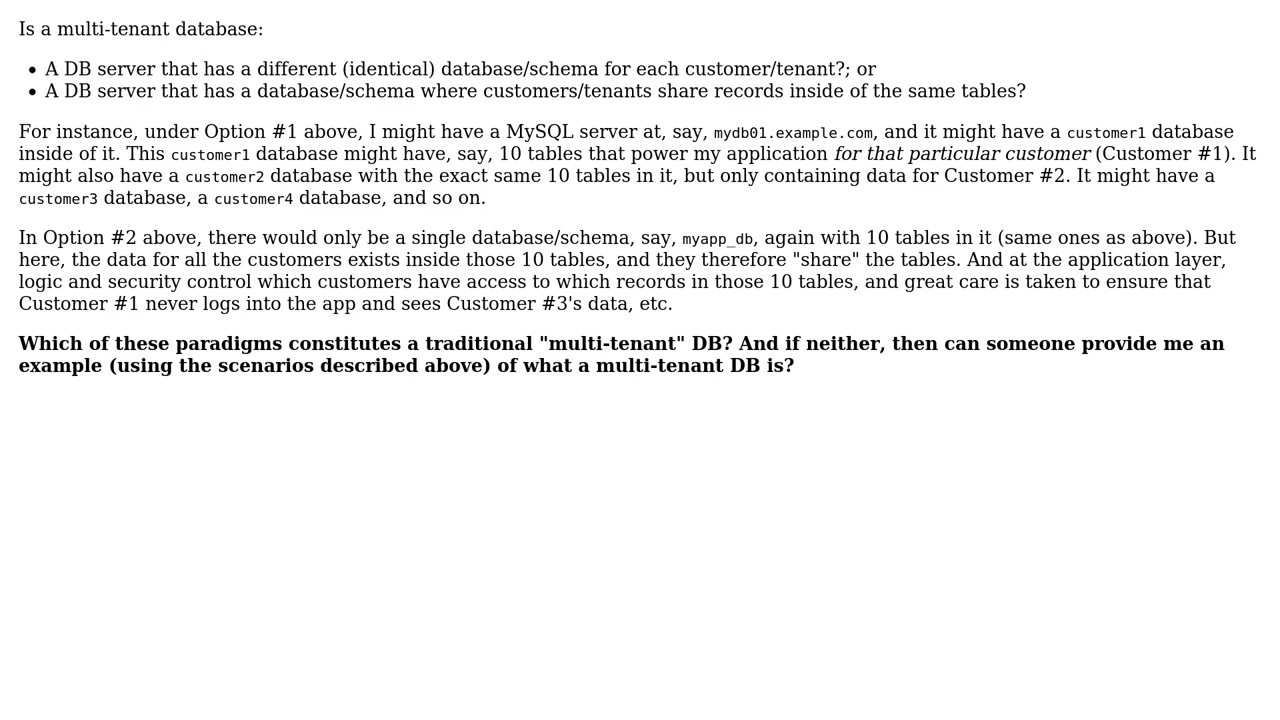 Is a multi-tenant database:
• A DB server that has a different (identical) database/schema for each customer/tenant?; or
• A DB server that has a database/schema where customers/tenants share records inside of the same tables?
For instance, under Option #1 above, I might have a MySQL server at, say, mydb01.example.com, and it might have a customer1 database
inside of it. This customer1 database might have, say, 10 tables that power my application for that particular customer (Customer #1). It
might also have a customer2 database with the exact same 10 tables in it, but only containing data for Customer #2. It might have a
customer3 database, a customer4 database, and so on.
In Option #2 above, there would only be a single database/schema, say, myapp_db, again with 10 tables in it (same ones as above). But
here, the data for all the customers exists inside those 10 tables, and they therefore "share" the tables. And at the application layer,
logic and security control which customers have access to which records in those 10 tables, and great care is taken to ensure that
Customer #1 never logs into the app and sees Customer #3's data, etc.
Which of these paradigms constitutes a traditional "multi-tenant" DB? And if neither, then can someone provide me an
example (using the scenarios described above) of what a multi-tenant DB is?